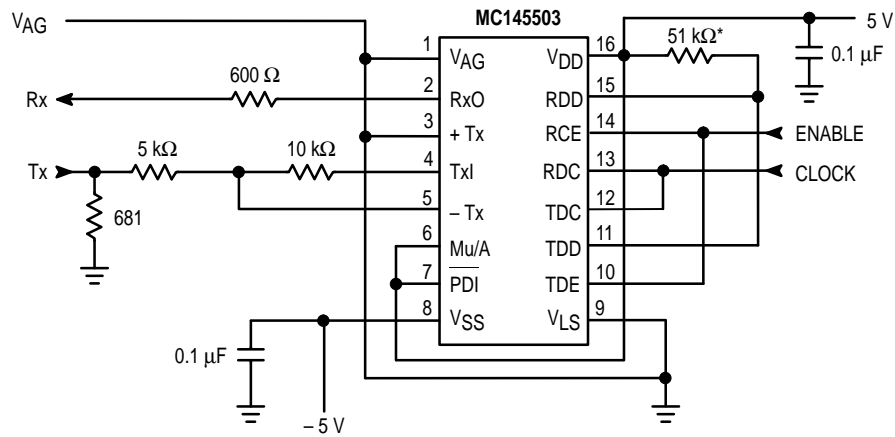 MC145503
VAG
5 V
1
VAG
VDD
16
51 kΩ*
0.1 μF
600 Ω
2
RxO
RDD
15
Rx
3
+ Tx
RCE
14
ENABLE
Tx
5 kΩ
10 kΩ
4
TxI
RDC
13
CLOCK
681
5
– Tx
TDC
12
6
Mu/A
TDD
11
7
PDI
TDE
10
8
VSS
VLS
9
0.1 μF
– 5 V